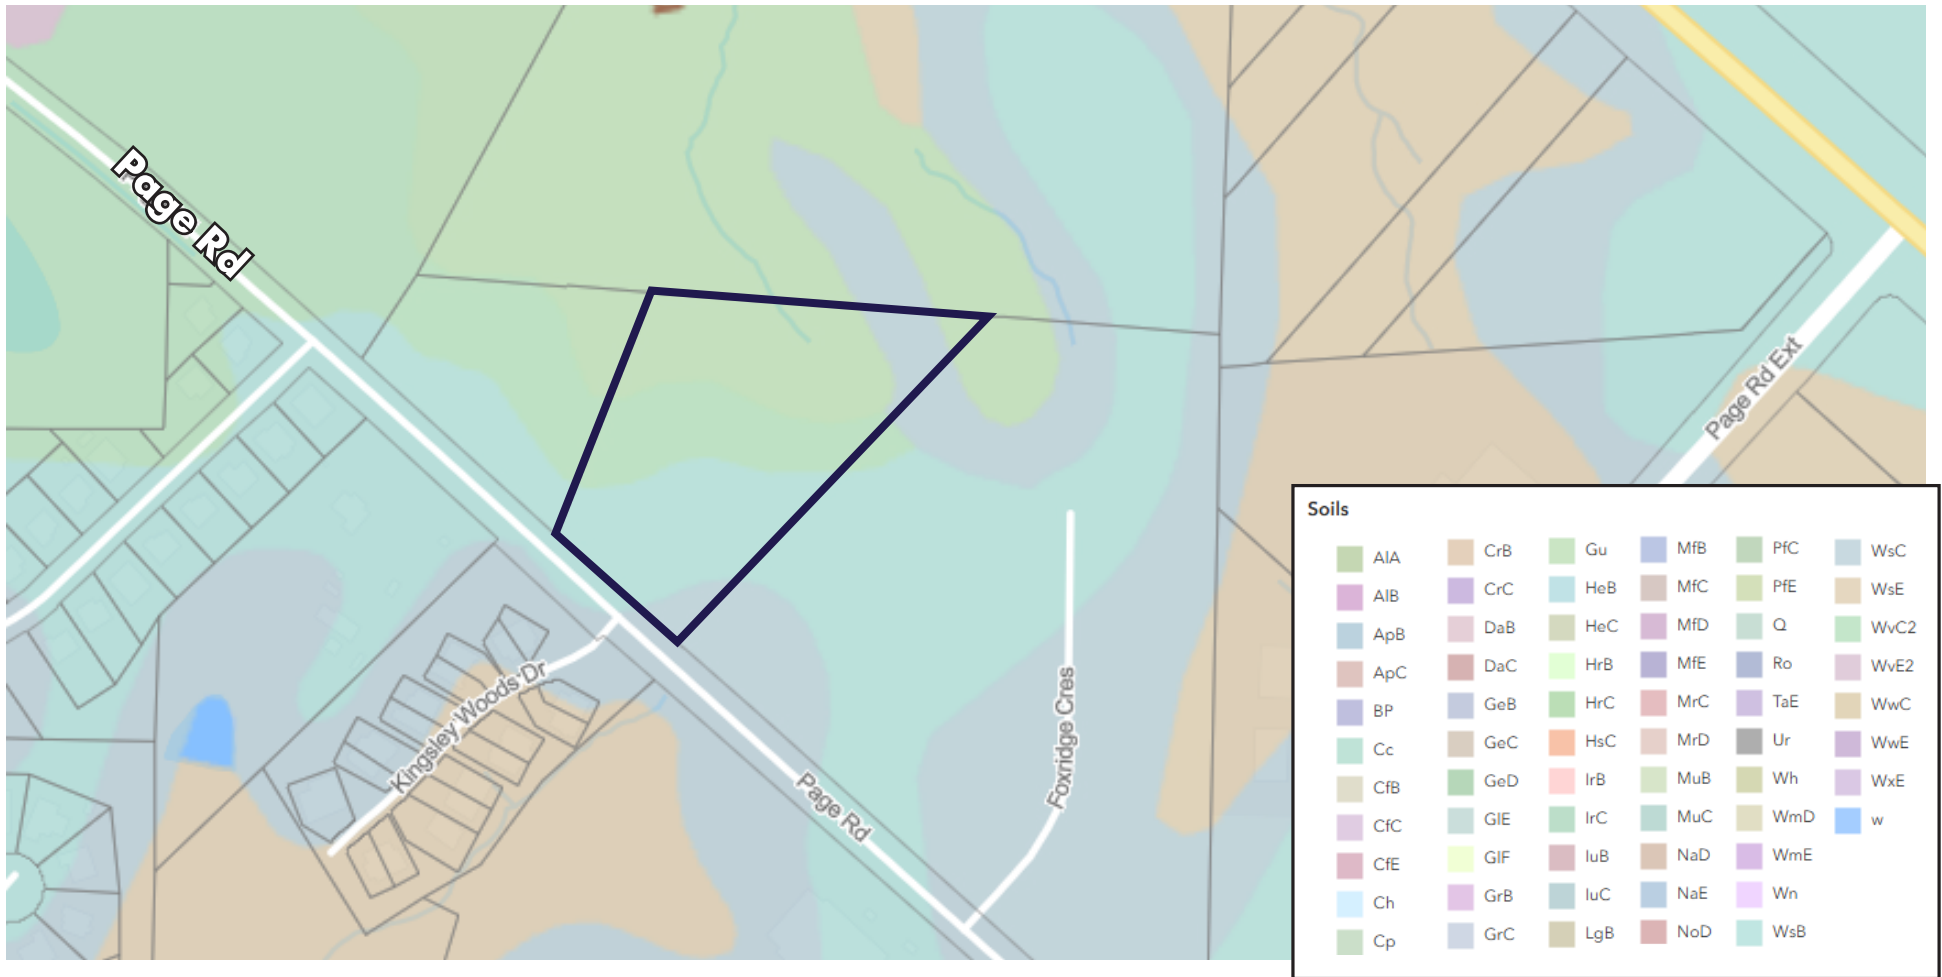 Page Rd
Page Rd Ext
Kingsley Woods Dr
Page Rd
Foxridge Cres
Soils
AlA
AlB
ApB
ApC
BP
Cc
CfB
CfC
CfE
Ch
Cp
CrB
CrC
DaB
DaC
GeB
GeC
GeD
GlE
GlF
GrB
GrC
Gu
HeB
HeC
HrB
HrC
HsC
IrB
IrC
IuB
IuC
LgB
MfB
MfC
MfD
MfE
MrC
MrD
MuB
MuC
NaD
NaE
NoD
PfC
PfE
Q
Ro
TaE
Ur
Wh
WmD
WmE
Wn
WsB
WsC
WsE
WvC2
WvE2
WwC
WwE
WxE
w